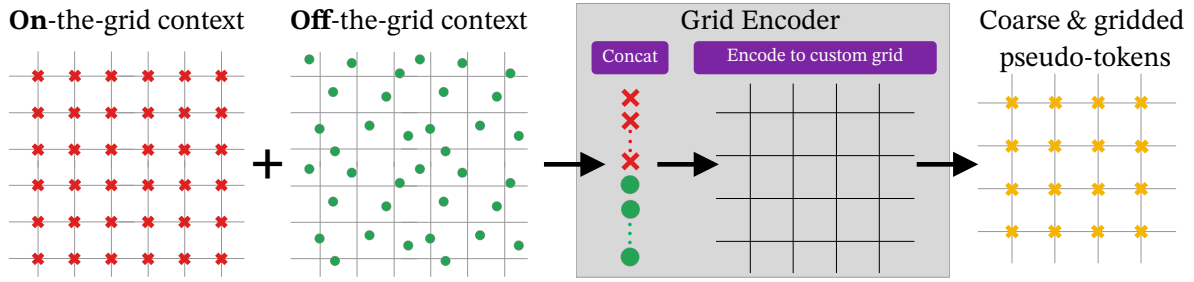 On-the-grid context
Off-the-grid context
Grid Encoder
Concat
Encode to custom grid
Coarse & gridded
pseudo-tokens